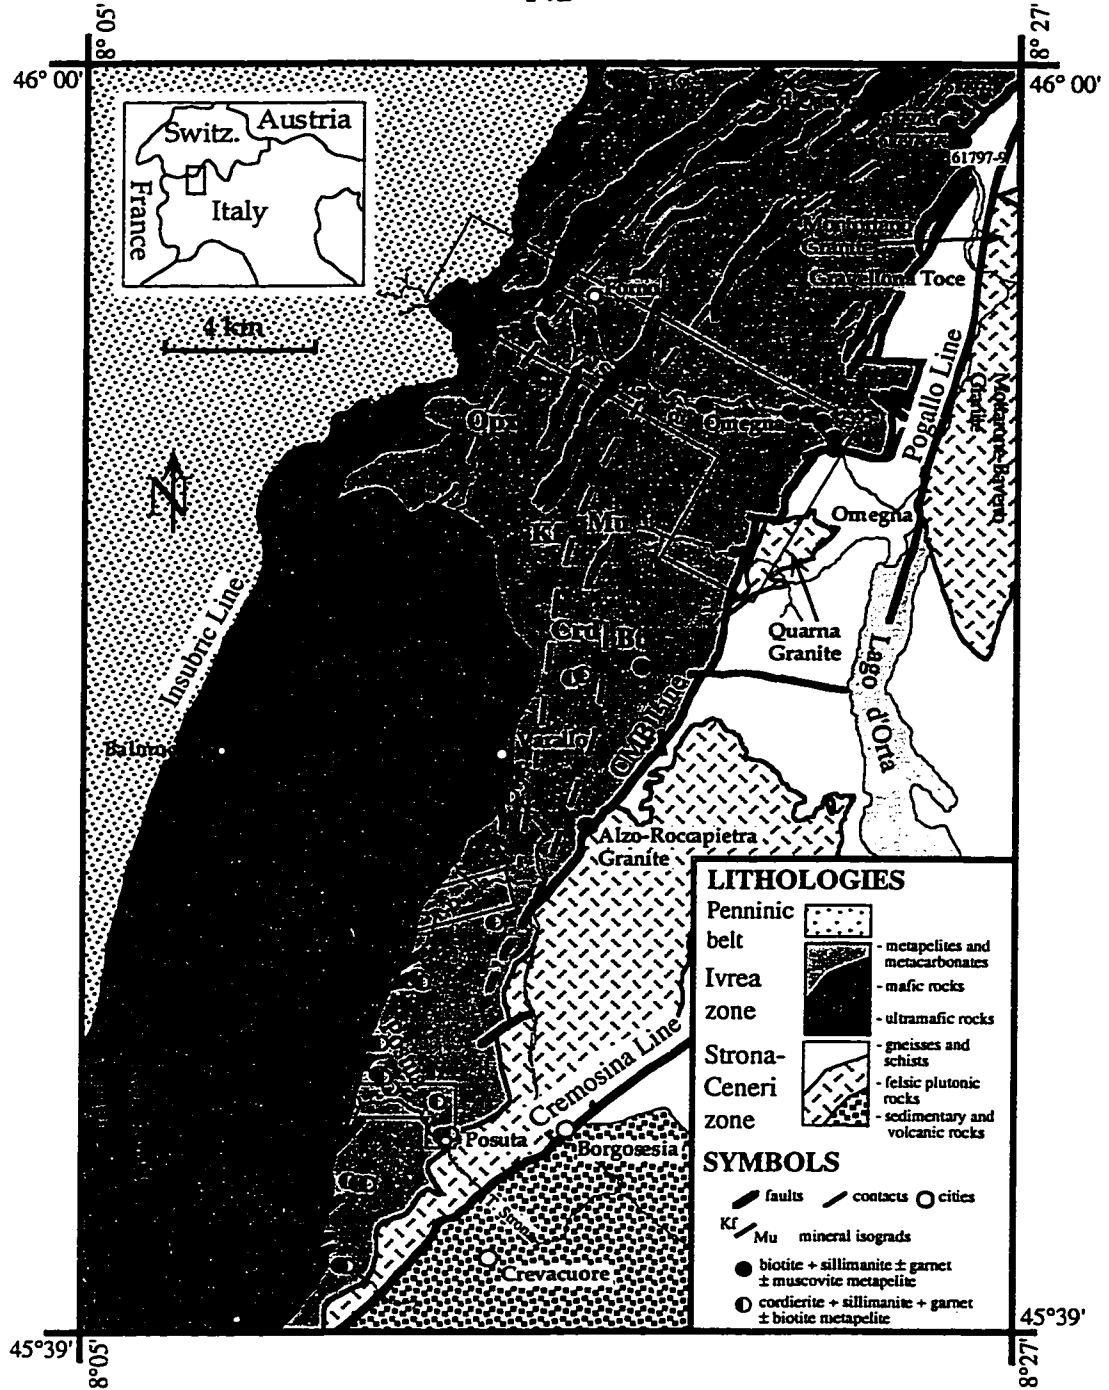 8° 05'
8° 27'
46° 00'
46° 00'
Switz.
Austria
France
Italy
61797-9
Granite
Gravellona Toce
4 km
Pogallo Line
Opx
Omegna
Granite
N
Omegna
Kf
Mu
Insubric Line
Quarna
Granite
Crd
Bt
Lago d'Orta
Varallo
CMB Line
Alzo-Roccapietra
Granite
Cremosina Line
Posuta
Borgosesia
Strona
Crevacuore
LITHOLOGIES
Penninic
belt
Ivrea
zone
- metapelites and
metacarbonates
- mafic rocks
- ultramafic rocks
Strona-
Ceneri
zone
- gneisses and
schists
- felsic plutonic
rocks
- sedimentary and
volcanic rocks
SYMBOLS
faults
contacts
cities
Kf
Mu
mineral isograds
biotite + sillimanite ± garnet
± muscovite metapelite
cordierite + sillimanite + garnet
± biotite metapelite
45°39'
45°39'
8°05'
8°27'